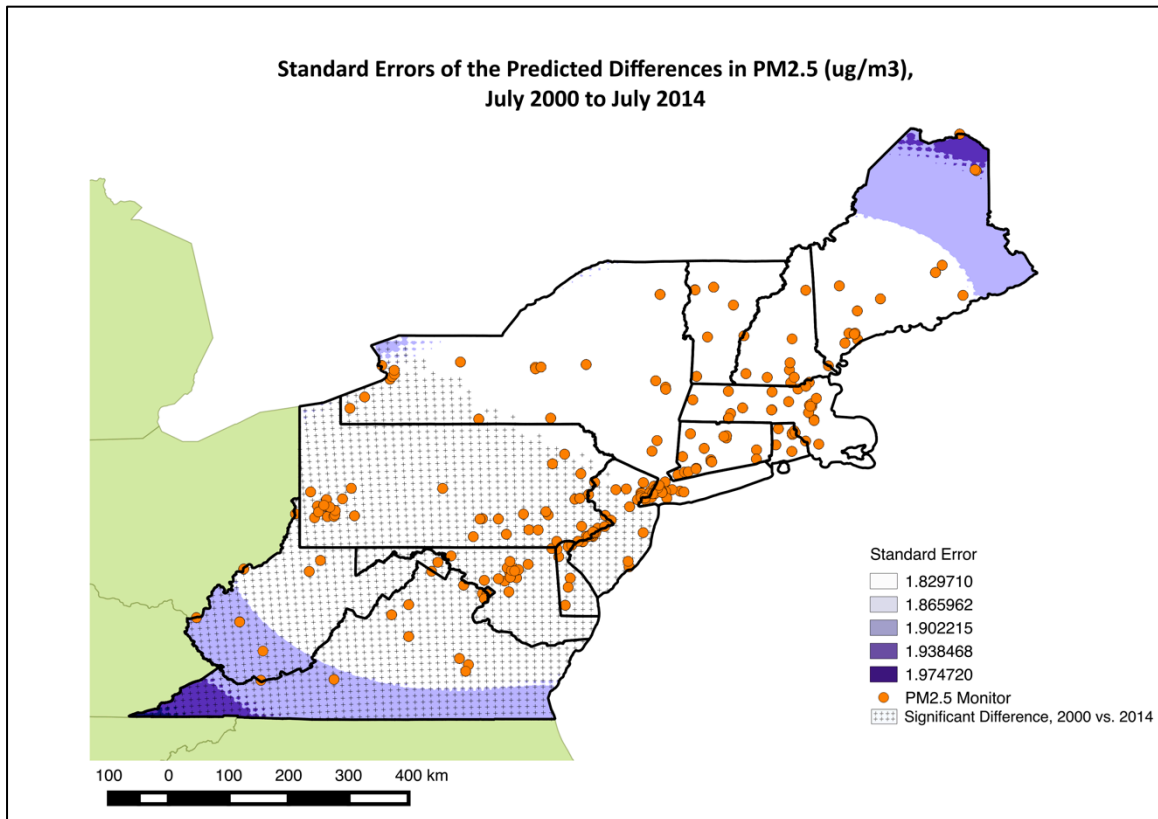 Standard Errors of the Predicted Differences in PM2.5 (ug/m3),
July 2000 to July 2014
Standard Error
1.829710
1.865962
1.902215
1.938468
1.974720
PM2.5 Monitor
Significant Difference, 2000 vs. 2014
100 0 100 200 300 400 km